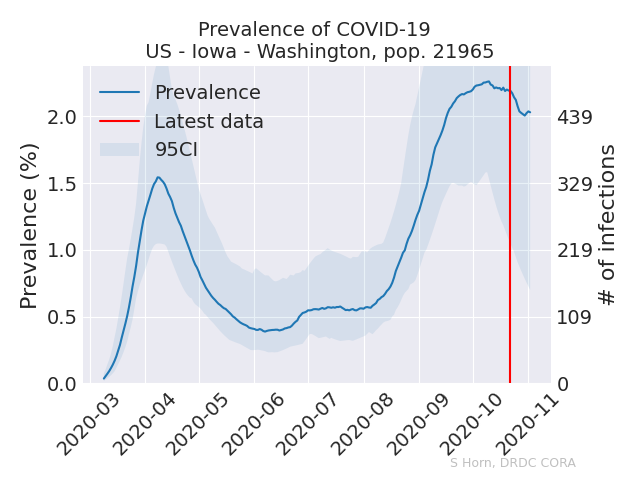 Prevalence of COVID-19
US - Iowa - Washington, pop. 21965
Prevalence
Latest data
95CI
Prevalence (%)
2.0
1.5
1.0
0.5
0.0
439
329
219
109
0
# of infections
2020-03
2020-04
2020-05
2020-06
2020-07
2020-08
2020-09
2020-10
2020-11
S Horn, DRDC CORA